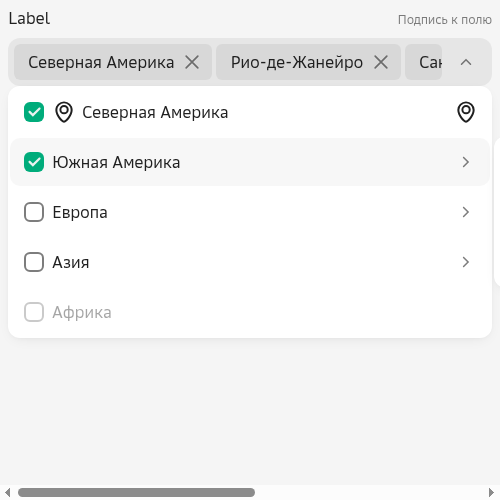 Label
Подпись к полю
Северная Америка
Рио-де-Жанейро
Северная Америка
Южная Америка
Европа
Азия
Африка